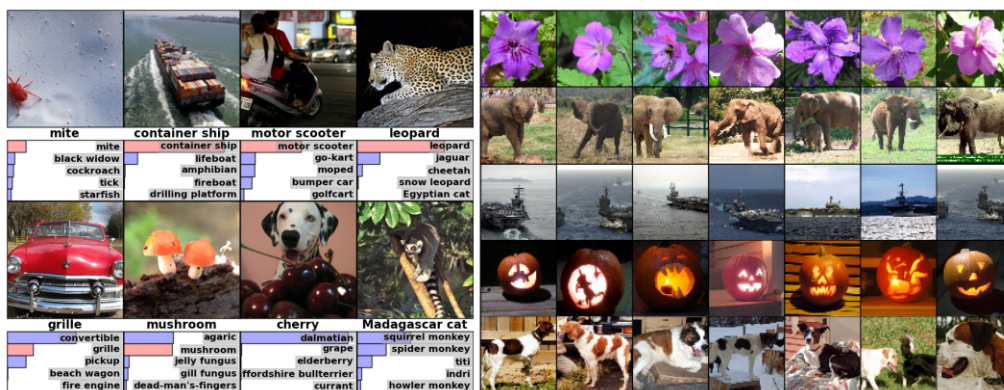 mite container ship motor scooter leopard
mite container ship motor scooter leopard
black widow lifeboat go-kart jaguar
cockroach amphibian moped cheetah
tick fireboat bumper car snow leopard
starfish drilling platform golfcart Egyptian cat
grille mushroom cherry Madagascar cat
convertible agaric dalmatian squirrel monkey
grille mushroom grape spider monkey
pickup jelly fungus elderberry titi
beach wagon gill fungus ffordshire bullterrier indri
fire engine dead-man's-fingers currant howler monkey